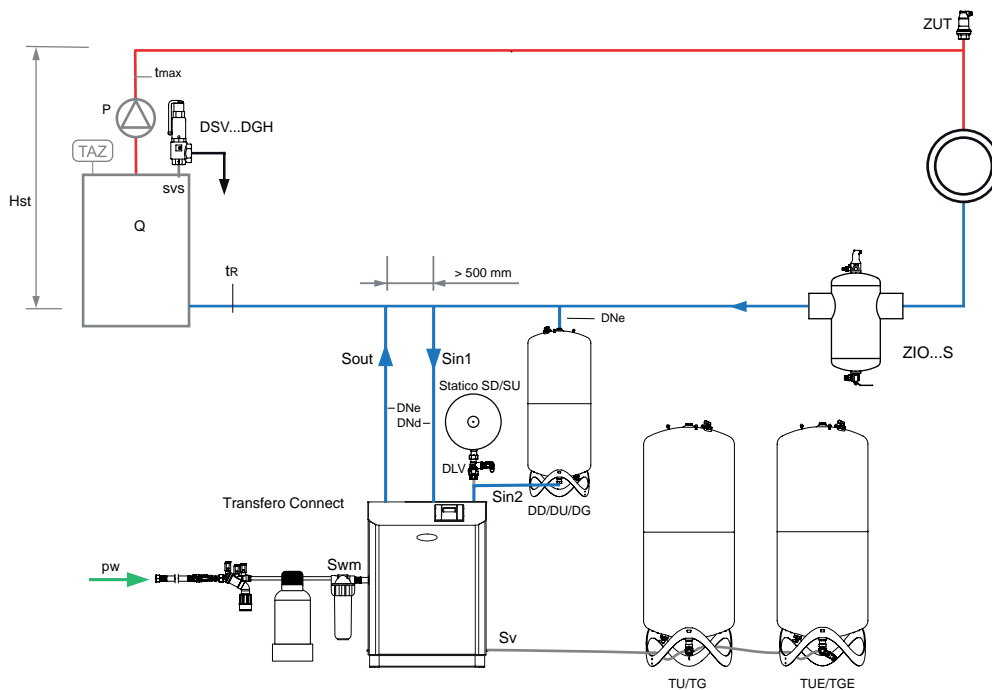 ZUT
tmax
P
DSV...DGH
TAZ
SVS
Hst
Q
tR
> 500 mm
DNe
ZIO...S
Sout
Sin1
Statico SD/SU
DNe
DNd
DLV
Sin2
DD/DU/DG
Transfero Connect
pw
Swm
Sv
TU/TG
TUE/TGE